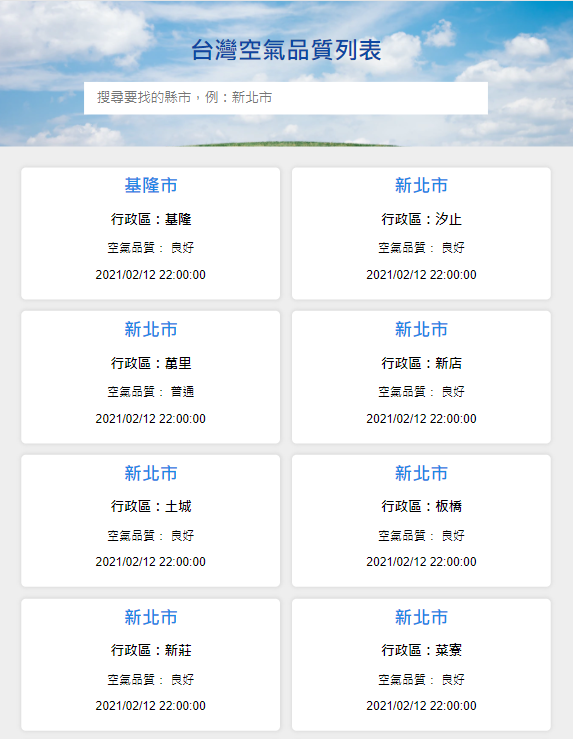 台灣空氣品質列表
搜尋要找的縣市，例：新北市
基隆市
行政區：基隆
空氣品質： 良好
2021/02/12 22:00:00
新北市
行政區：汐止
空氣品質： 良好
2021/02/12 22:00:00
新北市
行政區：萬里
空氣品質： 普通
2021/02/12 22:00:00
新北市
行政區：新店
空氣品質： 良好
2021/02/12 22:00:00
新北市
行政區：土城
空氣品質： 良好
2021/02/12 22:00:00
新北市
行政區：板橋
空氣品質： 良好
2021/02/12 22:00:00
新北市
行政區：新莊
空氣品質： 良好
2021/02/12 22:00:00
新北市
行政區：菜寮
空氣品質： 良好
2021/02/12 22:00:00